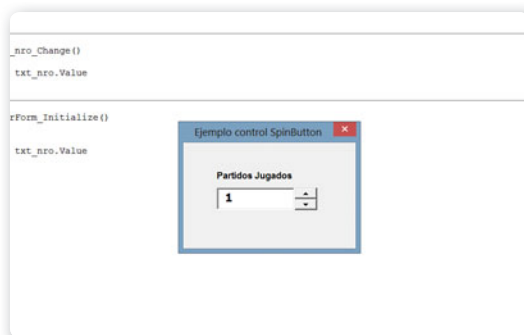 _nro_Change()
txt_nro.Value
rForm_Initialize()
txt_nro.Value
Ejemplo control SpinButton
Partidos Jugados
1